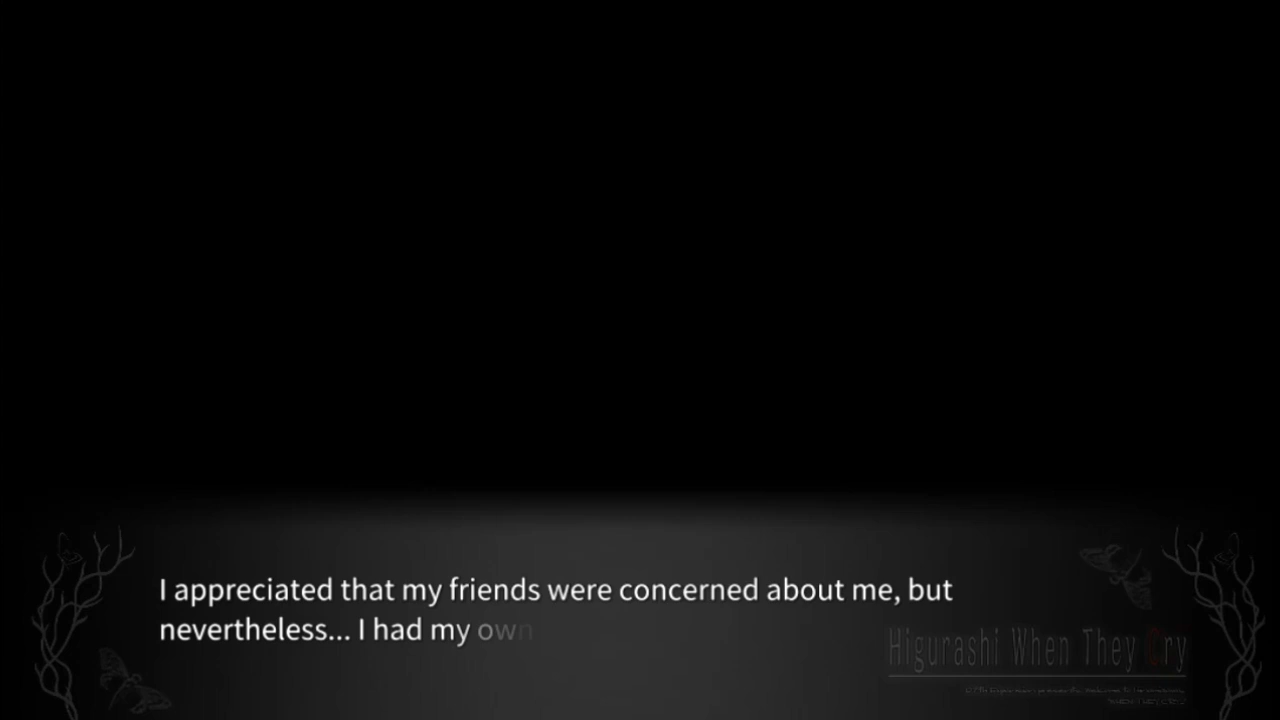 I appreciated that my friends were concerned about me, but
nevertheless... I had my own
Higurashi When They Cry